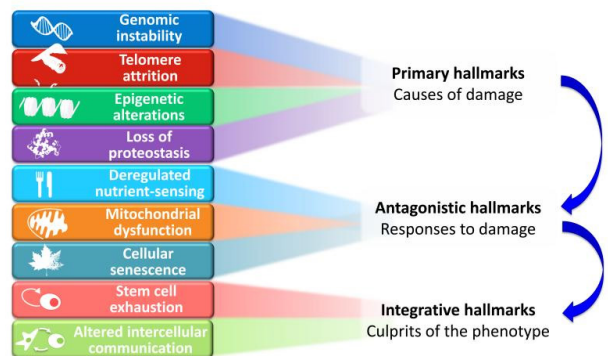 Genomic
instability
Telomere
attrition
Epigenetic
alterations
Loss of
proteostasis
Deregulated
nutrient-sensing
Mitochondrial
dysfunction
Cellular
senescence
Stem cell
exhaustion
Altered intercellular
communication
Primary hallmarks
Causes of damage
Antagonistic hallmarks
Responses to damage
Integrative hallmarks
Culprits of the phenotype